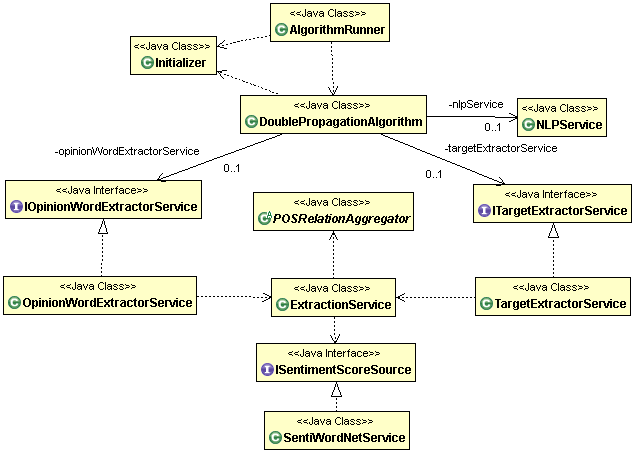 <<Java Class>>
AlgorithmRunner
<<Java Class>>
Initializer
<<Java Class>>
DoublePropagationAlgorithm
-nlpService
0..1
<<Java Class>>
NLPService
-opinionWordExtractorService
0..1
-targetExtractorService
0..1
<<Java Interface>>
IOpinionWordExtractorService
<<Java Class>>
POSRelationAggregator
<<Java Interface>>
ITargetExtractorService
<<Java Class>>
OpinionWordExtractorService
<<Java Class>>
ExtractionService
<<Java Class>>
TargetExtractorService
<<Java Interface>>
ISentimentScoreSource
<<Java Class>>
SentiWordNetService